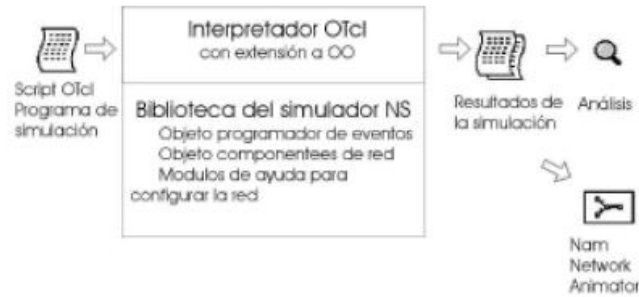 Script OTcl
Programa de
simulación
Interpretador OTcl
con extensión a OO
Biblioteca del simulador NS
Objeto programador de eventos
Objeto componentees de red
Modulos de ayuda para
configurar la red
Resultados de
la simulación
Análisis
Nam
Network
Animator